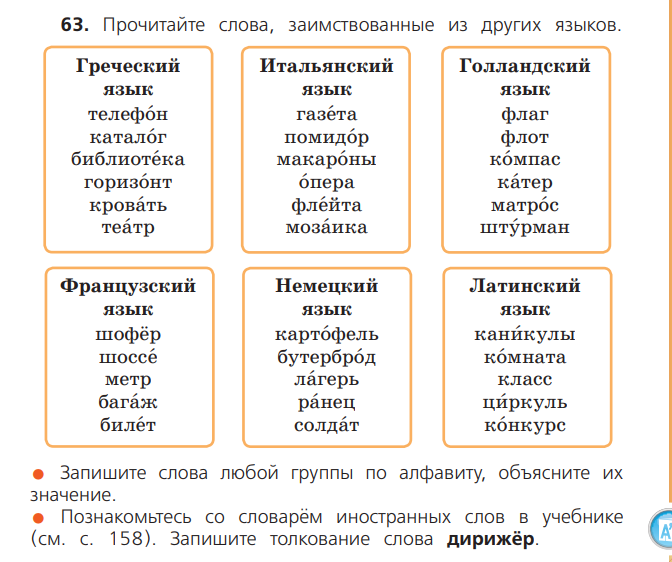 63. Прочитайте слова, заимствованные из других языков.
Греческий
язык
телефо́н
катало́г
библиоте́ка
горизо́нт
крова́ть
теа́тр
Итальянский
язык
газе́та
помидо́р
макаро́ны
о́пера
фле́йта
моза́ика
Голландский
язык
флаг
флот
ко́мпас
ка́тер
матро́с
шту́рман
Французский
язык
шофёр
шоссе́
метр
бага́ж
биле́т
Немецкий
язык
карто́фель
бутербро́д
ла́герь
ра́нец
солда́т
Латинский
язык
кани́кулы
ко́мната
класс
ци́ркуль
ко́нкурс
● Запишите слова любой группы по алфавиту, объясните их
значение.
● Познакомьтесь со словарём иностранных слов в учебнике
(см. с. 158). Запишите толкование слова дирижёр.